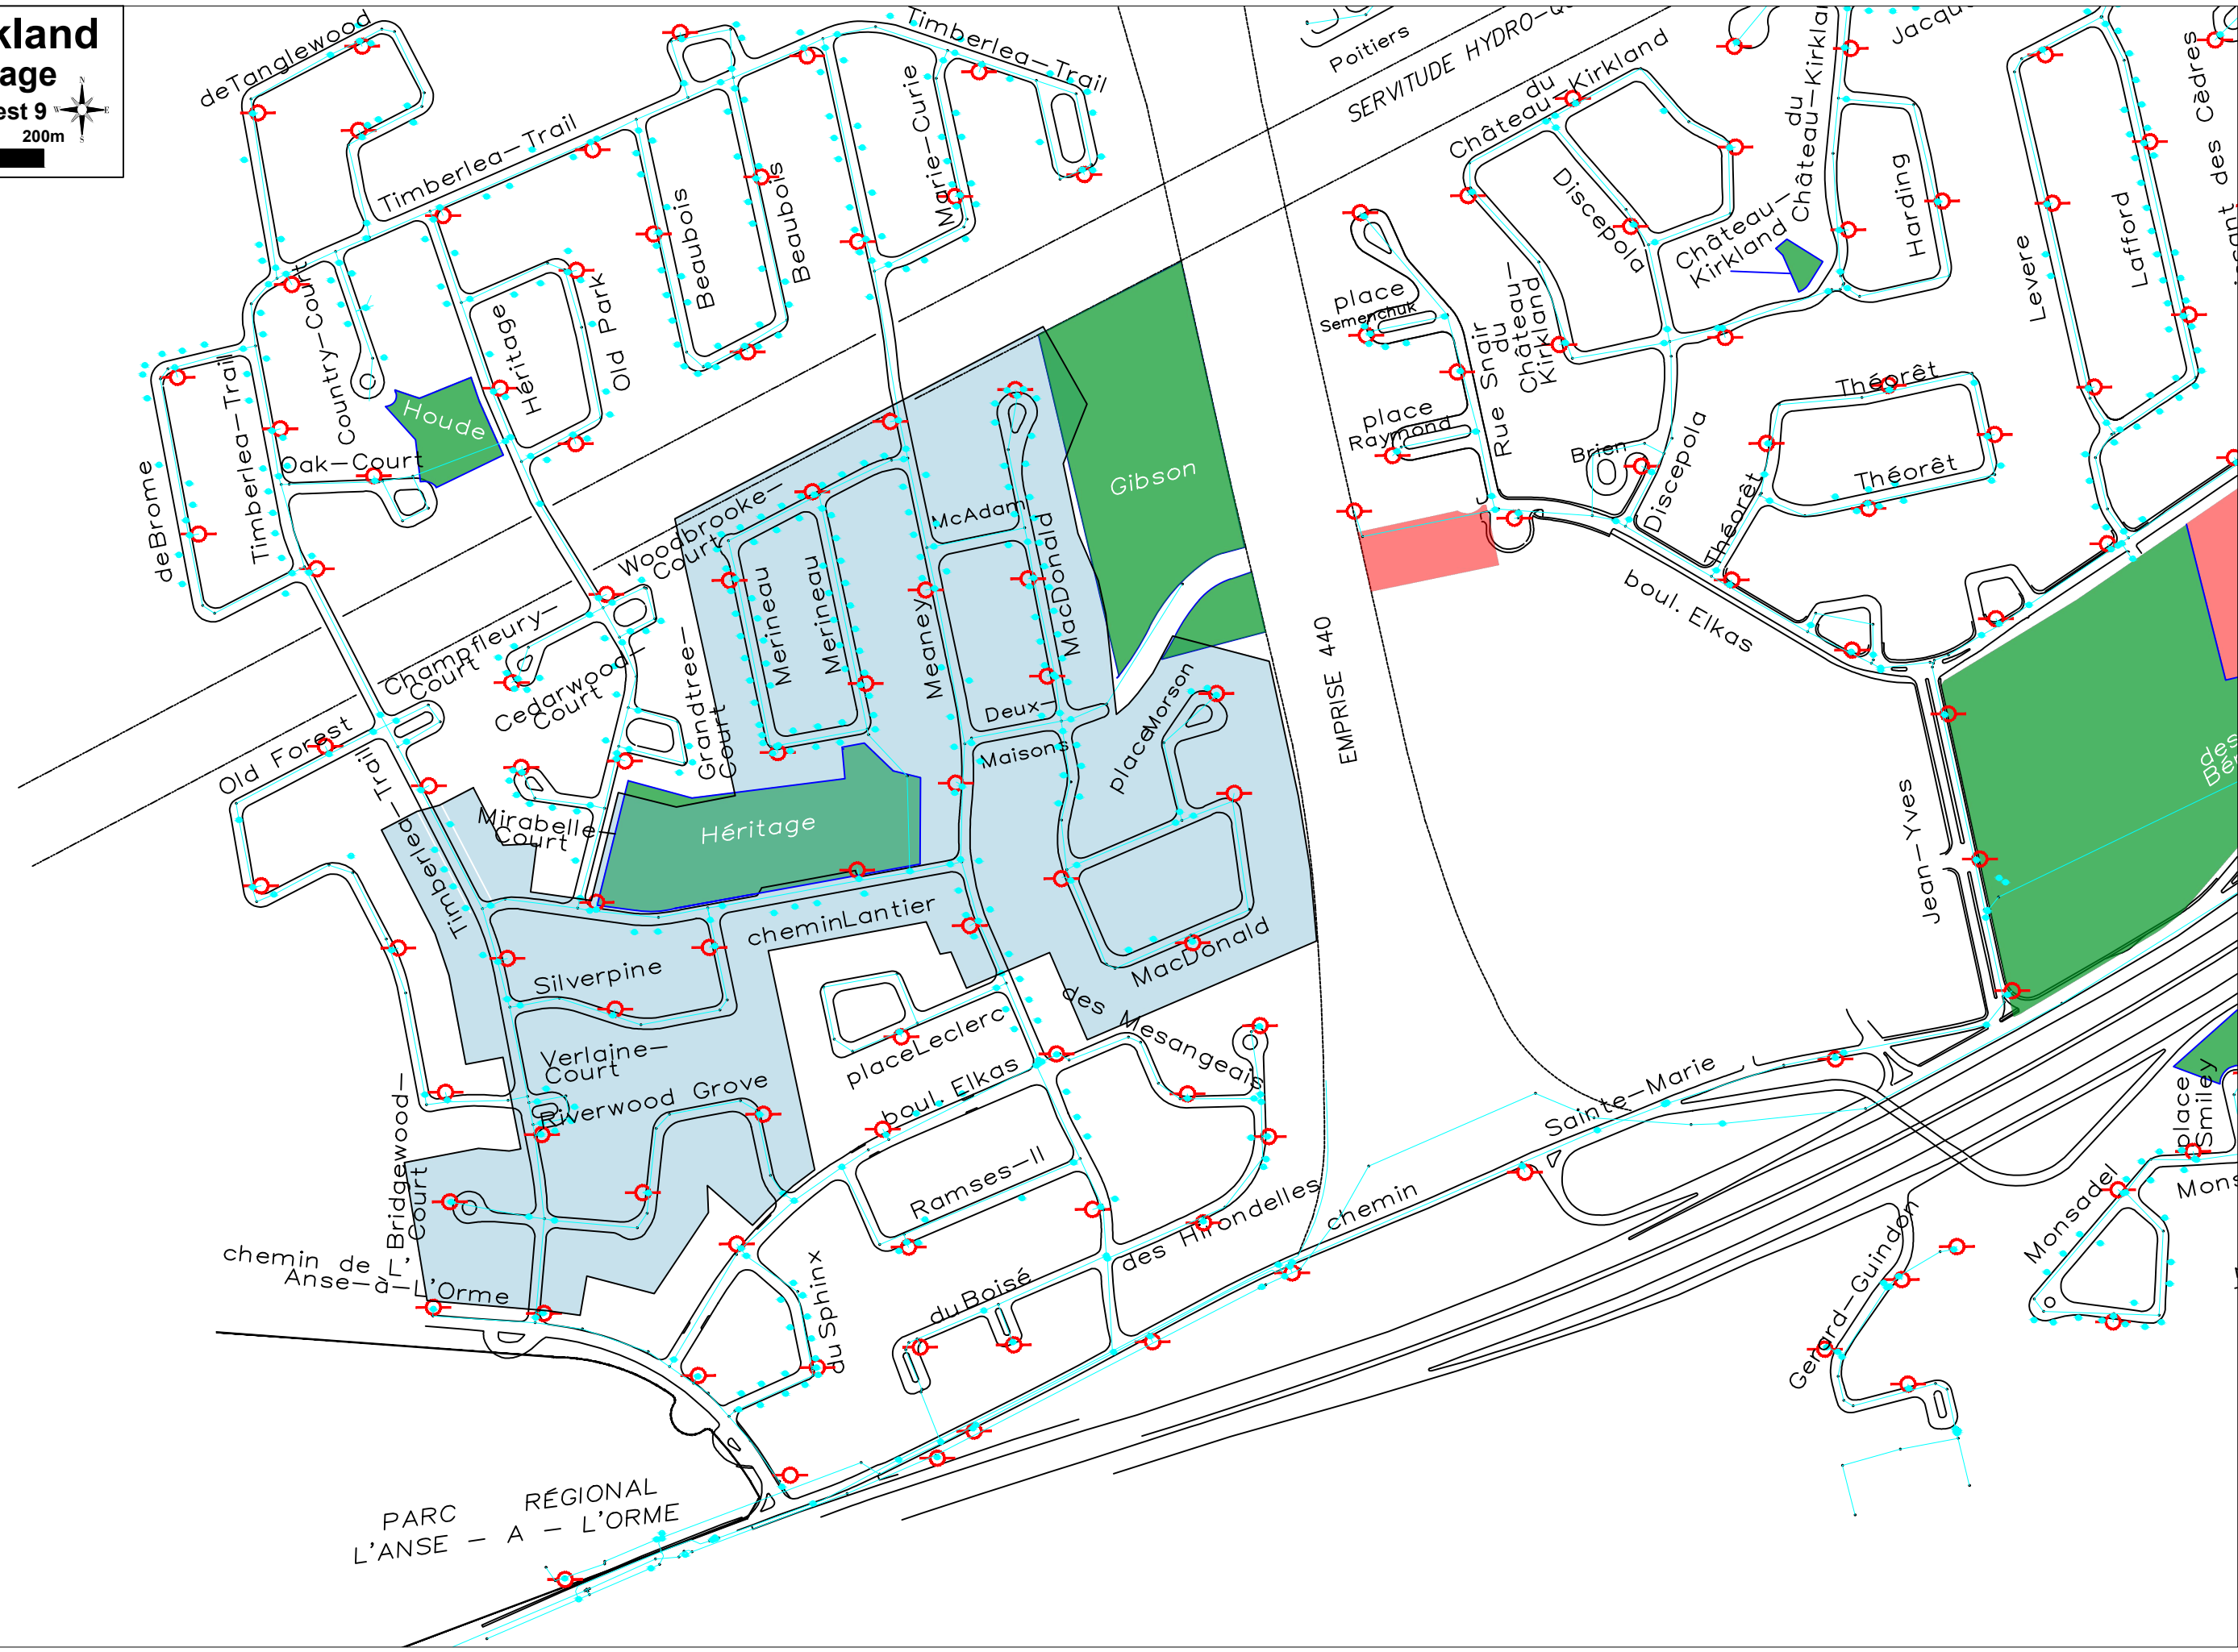 kland
age
est 9
N
W
E
S
200m
deTanglewood
Timberlea-Trail
Timberlea-Trail
Marie-Curie
Beaubois
Beaubois
Country-Court
Héritage
Old Park
Houde
Oak-Court
Timberlea-Trail
deBrome
Champfleury-
Court
Woodbrooke-
Court
Cedarwood-
Court
Grandtree-
Court
Old Forest
Mirabelle-
Court
Timberlea-Trail
Merineau
Merineau
Meaney
McAdam
MacDonald
Gibson
Deux-
Maisons
placeMorson
Héritage
cheminLantier
MacDonald
Silverpine
Verlaine-
Court
Riverwood Grove
Bridgewood-
Court
chemin de L'
Anse-à-L'Orme
placeLeclerc
boul. Elkas
des Mesangeais
Ramses-II
des Hirondelles
duBoisé
duSphinx
PARC RÉGIONAL
L'ANSE - A - L'ORME
Poitiers
SERVITUDE HYDRO-Q
EMPRISE 440
du
Château-Kirkland
Discepola
du
Château-Kirkland
Château-
Kirkland
Harding
Jacqu
Levere
Lafford
des Cèdres
place
Semenchuk
place
Raymond
Rue Snair
du
Château-
Kirkland
Brien
Discepola
Théorêt
Théorêt
Théorêt
boul. Elkas
Jean-Yves
des
Bé
chemin
Sainte-Marie
place
Smilley
Monsadel
Mons
Gerard-Guindon